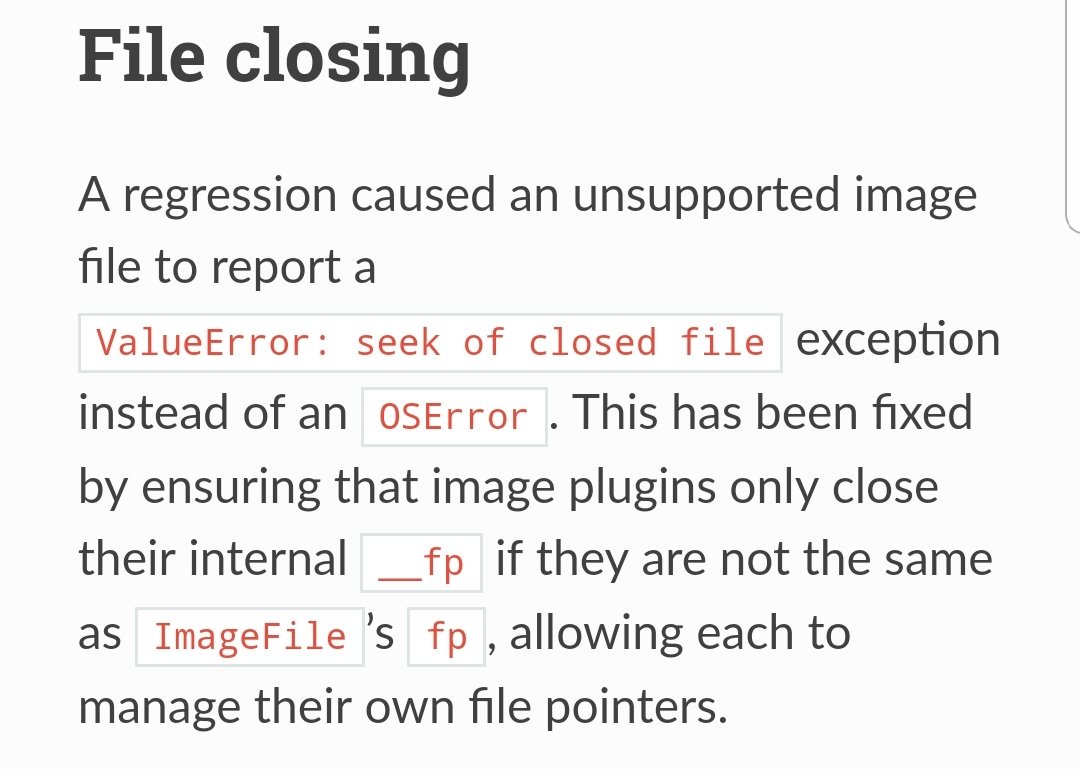 File closing
A regression caused an unsupported image
file to report a
ValueError: seek of closed file exception
instead of an OSError. This has been fixed
by ensuring that image plugins only close
their internal __fp if they are not the same
as ImageFile’s fp, allowing each to
manage their own file pointers.